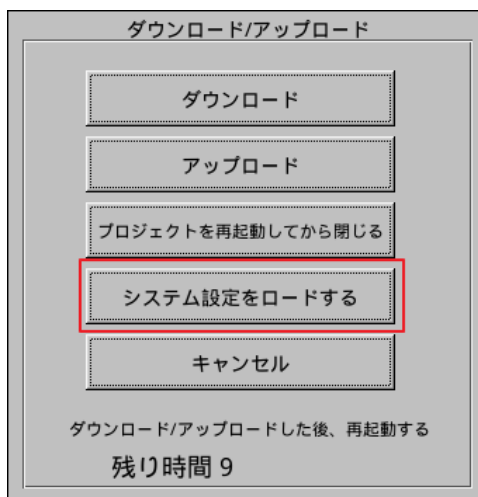 ダウンロード/アップロード
ダウンロード
アップロード
プロジェクトを再起動してから閉じる
システム設定をロードする
キャンセル
ダウンロード/アップロードした後、再起動する
残り時間 9